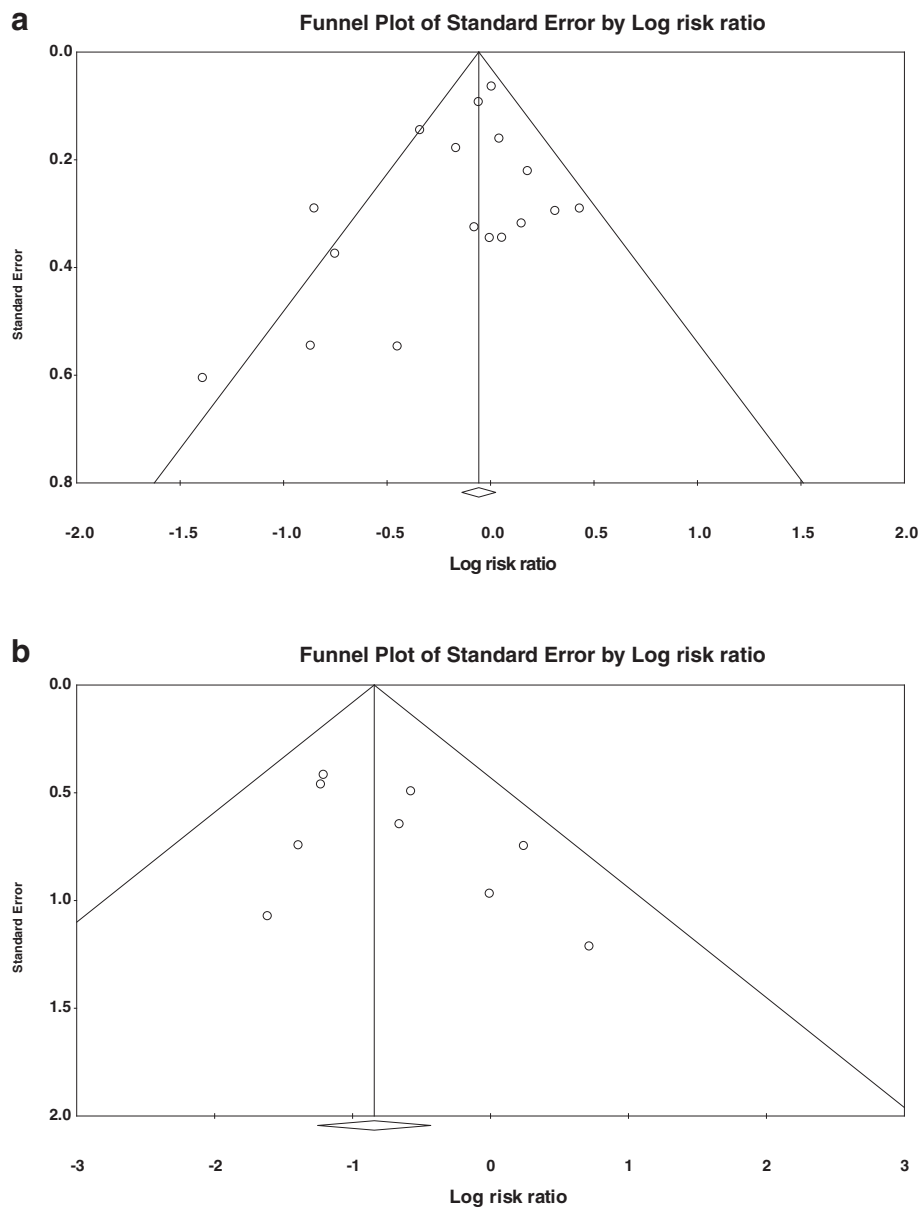 a
Funnel Plot of Standard Error by Log risk ratio
0.0
0.2
0.4
0.6
0.8
Standard Error
-2.0 -1.5 -1.0 -0.5 0.0 0.5 1.0 1.5 2.0
Log risk ratio
b
Funnel Plot of Standard Error by Log risk ratio
0.0
0.5
1.0
1.5
2.0
Standard Error
-3 -2 -1 0 1 2 3
Log risk ratio